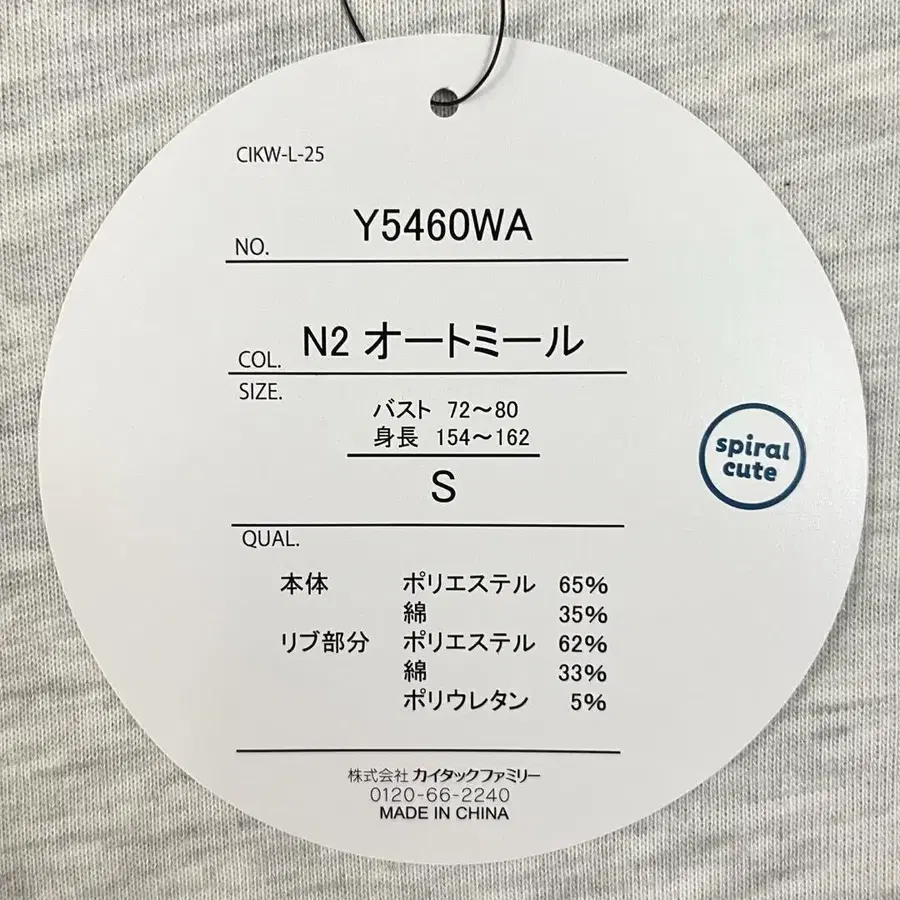 CIKW-L-25
NO. Y5460WA
COL. N2 オートミール
SIZE.
バスト 72～80
身長 154～162
S
spiral
cute
QUAL.
本体 ポリエステル 65%
綿 35%
リブ部分 ポリエステル 62%
綿 33%
ポリウレタン 5%
株式会社 カイタックファミリー
0120-66-2240
MADE IN CHINA